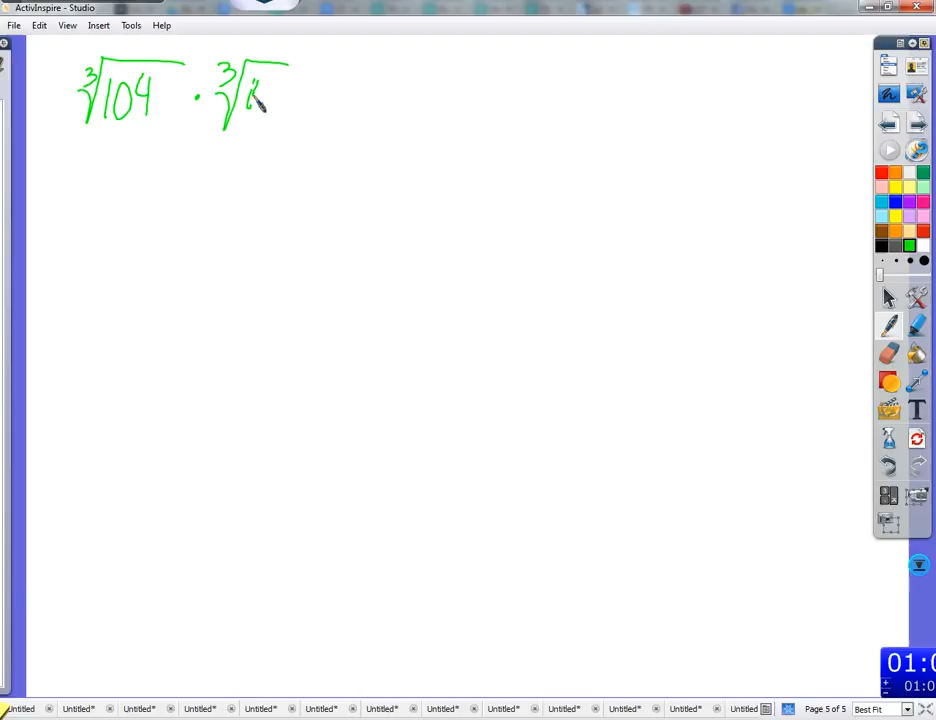 ActivInspire - Studio
File Edit View Insert Tools Help
∛104 · ∛
01:0
01:0
Untitled Untitled* Untitled* Untitled* Untitled* Untitled* Untitled* Untitled* Untitled* Untitled* Untitled* Untitled* Untitled Page 5 of 5 Best Fit